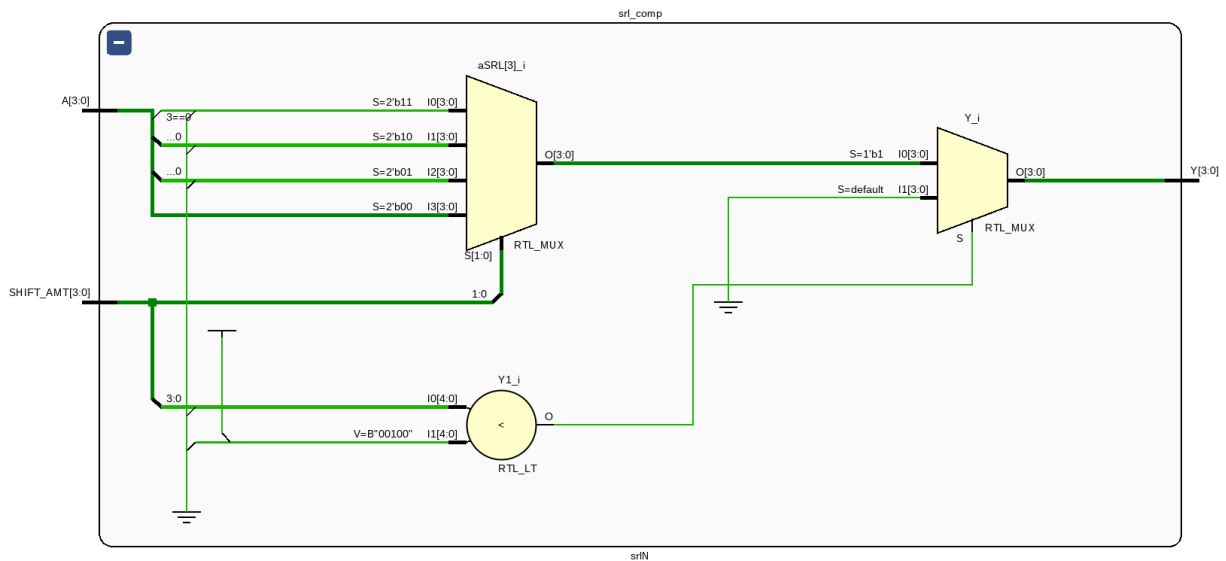 srl_comp
aSRL[3]_i
A[3:0]
3==0
S=2'b11 I0[3:0]
...0
S=2'b10 I1[3:0]
...0
S=2'b01 I2[3:0]
S=2'b00 I3[3:0]
O[3:0]
S[1:0]
RTL_MUX
Y_i
S=1'b1 I0[3:0]
S=default I1[3:0]
O[3:0]
Y[3:0]
S
RTL_MUX
SHIFT_AMT[3:0]
1:0
Y1_i
3:0
I0[4:0]
V=B"00100" I1[4:0]
<
O
RTL_LT
srlN